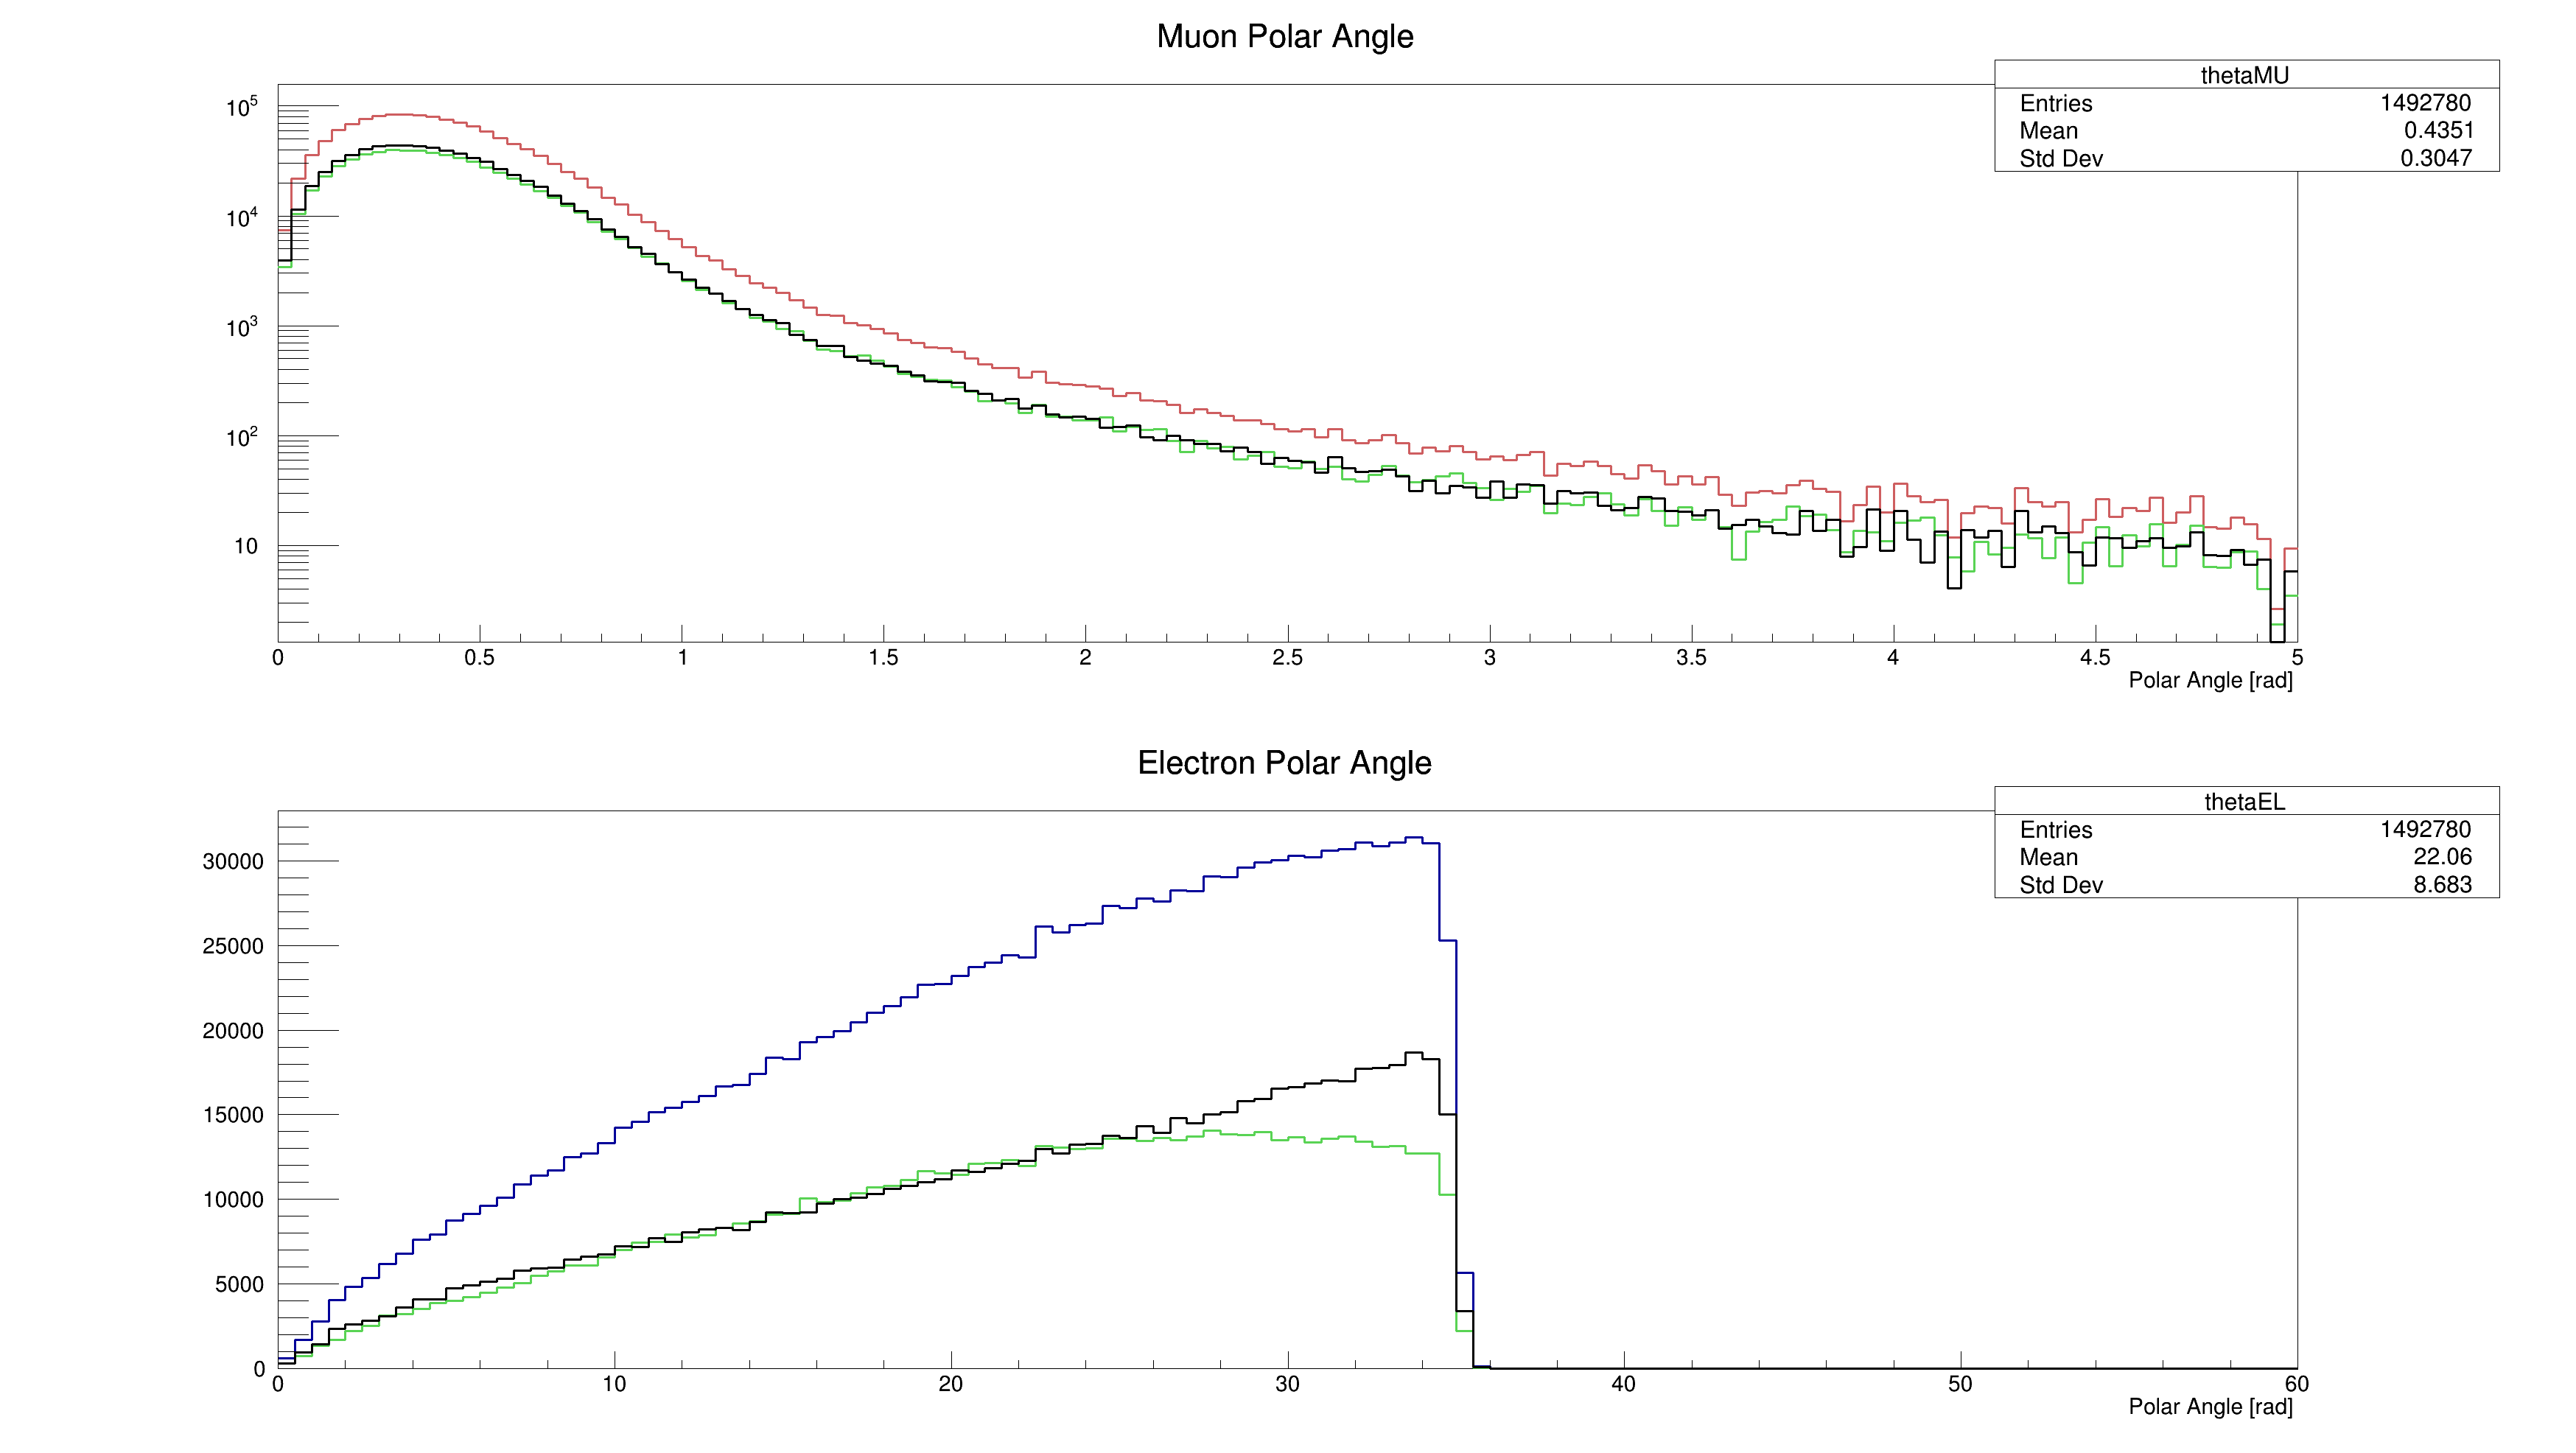 Muon Polar Angle
thetaMU
Entries 1492780
Mean 0.4351
Std Dev 0.3047
10^5
10^4
10^3
10^2
10
0 0.5 1 1.5 2 2.5 3 3.5 4 4.5 5
Polar Angle [rad]
Electron Polar Angle
thetaEL
Entries 1492780
Mean 22.06
Std Dev 8.683
30000
25000
20000
15000
10000
5000
0
0 10 20 30 40 50 60
Polar Angle [rad]